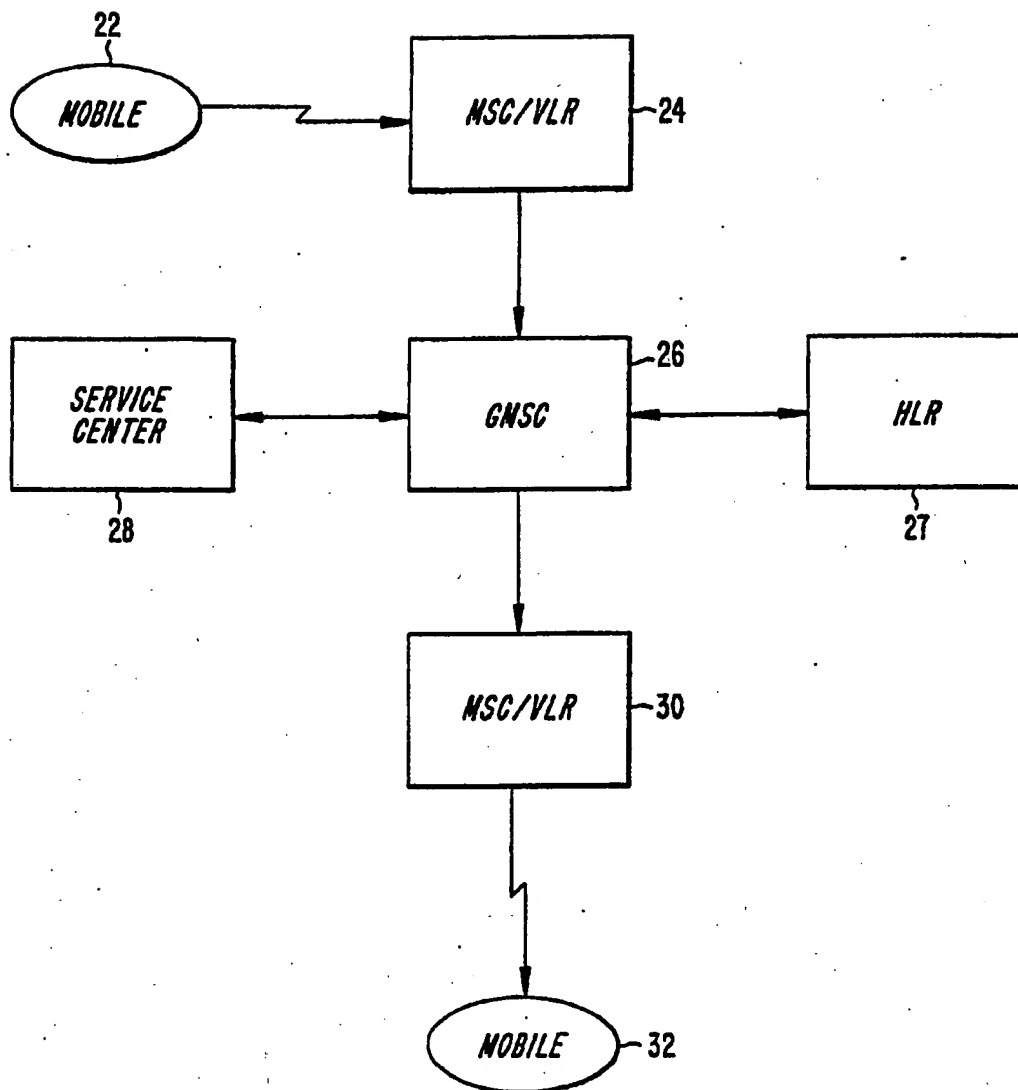 22
MOBILE
MSC/VLR
24
SERVICE
CENTER
28
GMSC
26
HLR
27
MSC/VLR
30
MOBILE
32